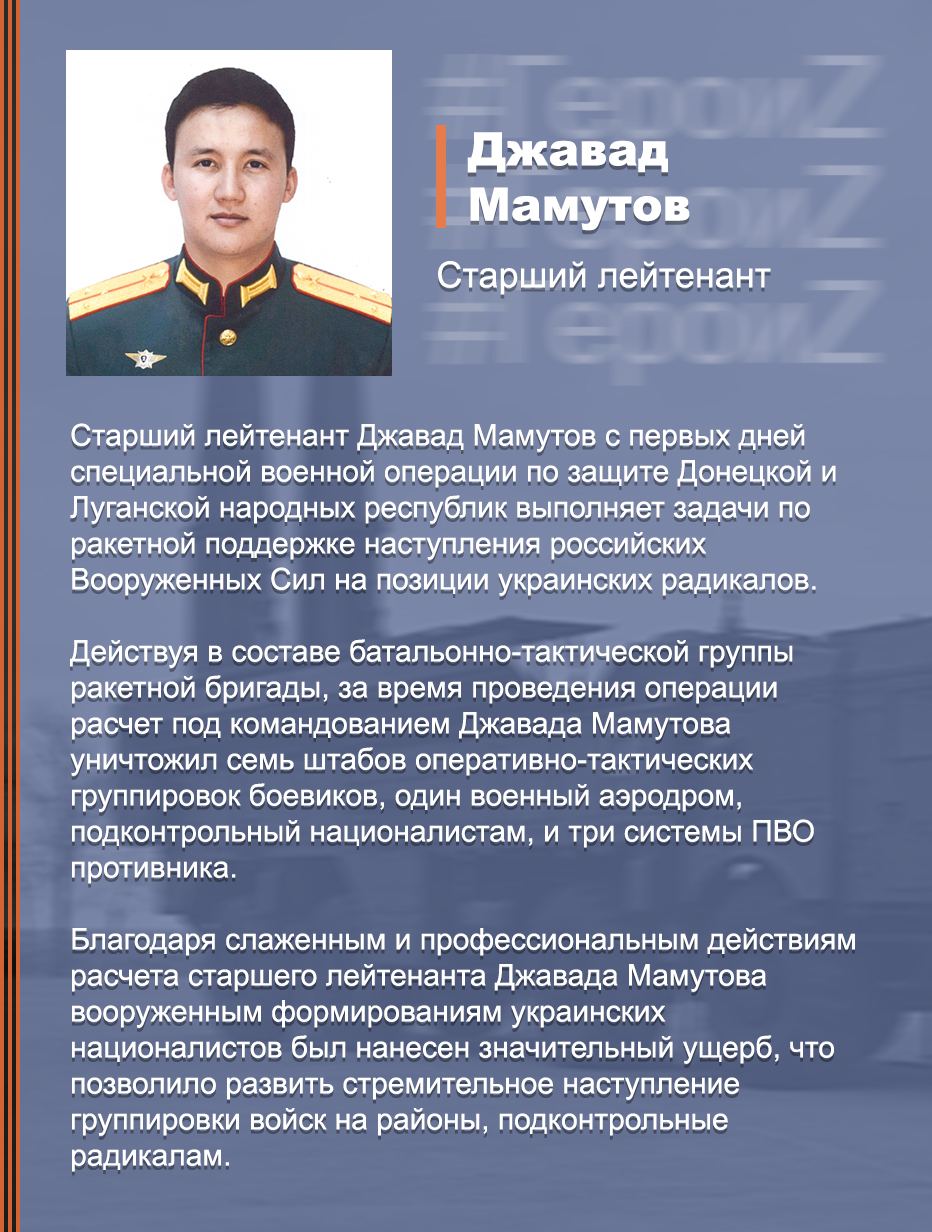 #ГероиZ
Джавад
#ГероиZ
Мамутов
Старший лейтенант
#ГероиZ
Старший лейтенант Джавад Мамутов с первых дней
специальной военной операции по защите Донецкой и
Луганской народных республик выполняет задачи по
ракетной поддержке наступления российских
Вооруженных Сил на позиции украинских радикалов.
Действуя в составе батальонно-тактической группы
ракетной бригады, за время проведения операции
расчет под командованием Джавада Мамутова
уничтожил семь штабов оперативно-тактических
группировок боевиков, один военный аэродром,
подконтрольный националистам, и три системы ПВО
противника.
Благодаря слаженным и профессиональным действиям
расчета старшего лейтенанта Джавада Мамутова
вооруженным формированиям украинских
националистов был нанесен значительный ущерб, что
позволило развить стремительное наступление
группировки войск на районы, подконтрольные
радикалам.